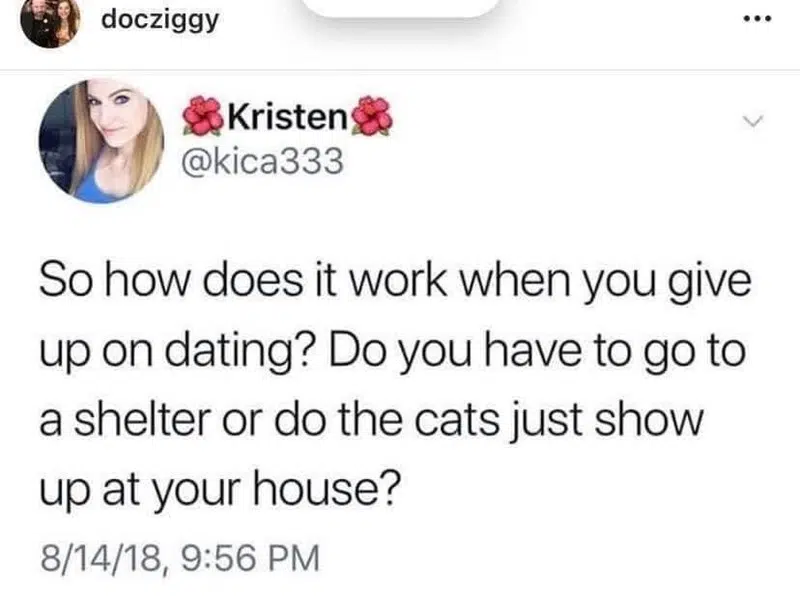 docziggy
🌺Kristen🌺
@kica333
So how does it work when you give
up on dating? Do you have to go to
a shelter or do the cats just show
up at your house?
8/14/18, 9:56 PM